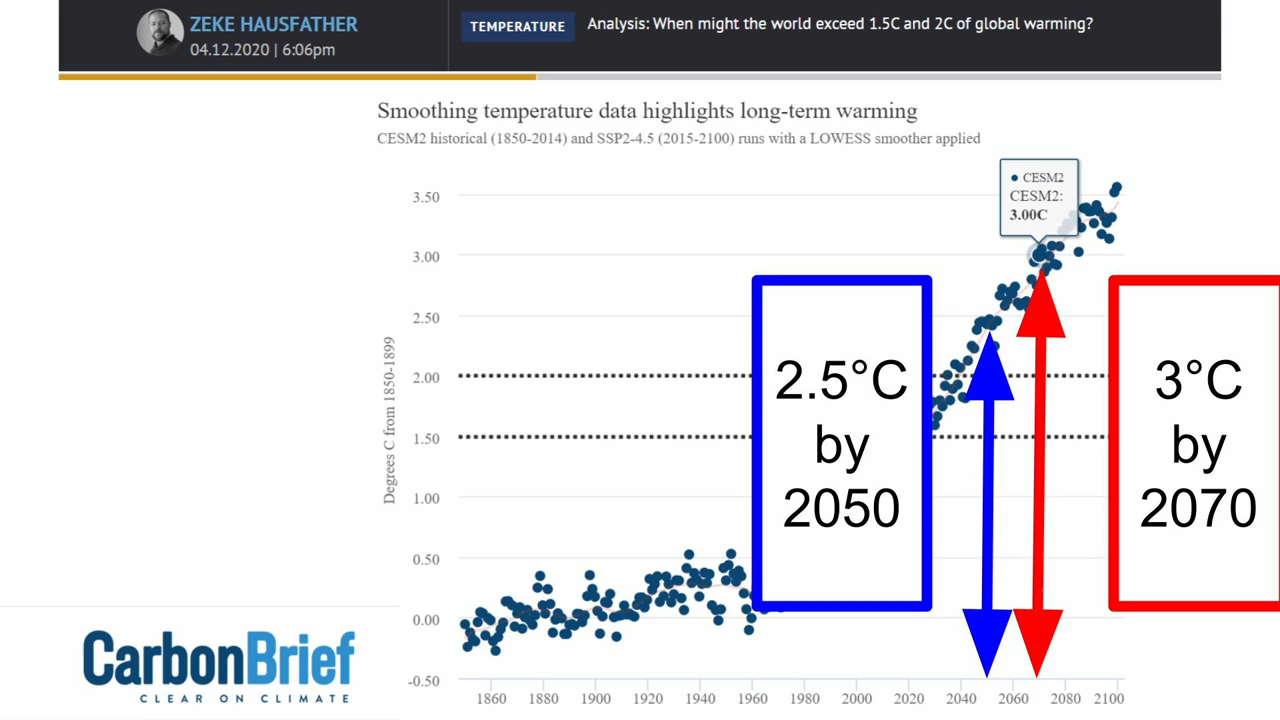 ZEKE HAUSFATHER
04.12.2020 | 6:06pm
TEMPERATURE
Analysis: When might the world exceed 1.5C and 2C of global warming?
Smoothing temperature data highlights long-term warming
CESM2 historical (1850-2014) and SSP2-4.5 (2015-2100) runs with a LOWESS smoother applied
CESM2
CESM2:
3.00C
3.50
3.00
2.50
2.00
1.50
1.00
0.50
0.00
-0.50
Degrees C from 1850-1899
2.5°C
by
2050
3°C
by
2070
1860 1880 1900 1920 1940 1960 1980 2000 2020 2040 2060 2080 2100
CarbonBrief
CLEAR ON CLIMATE